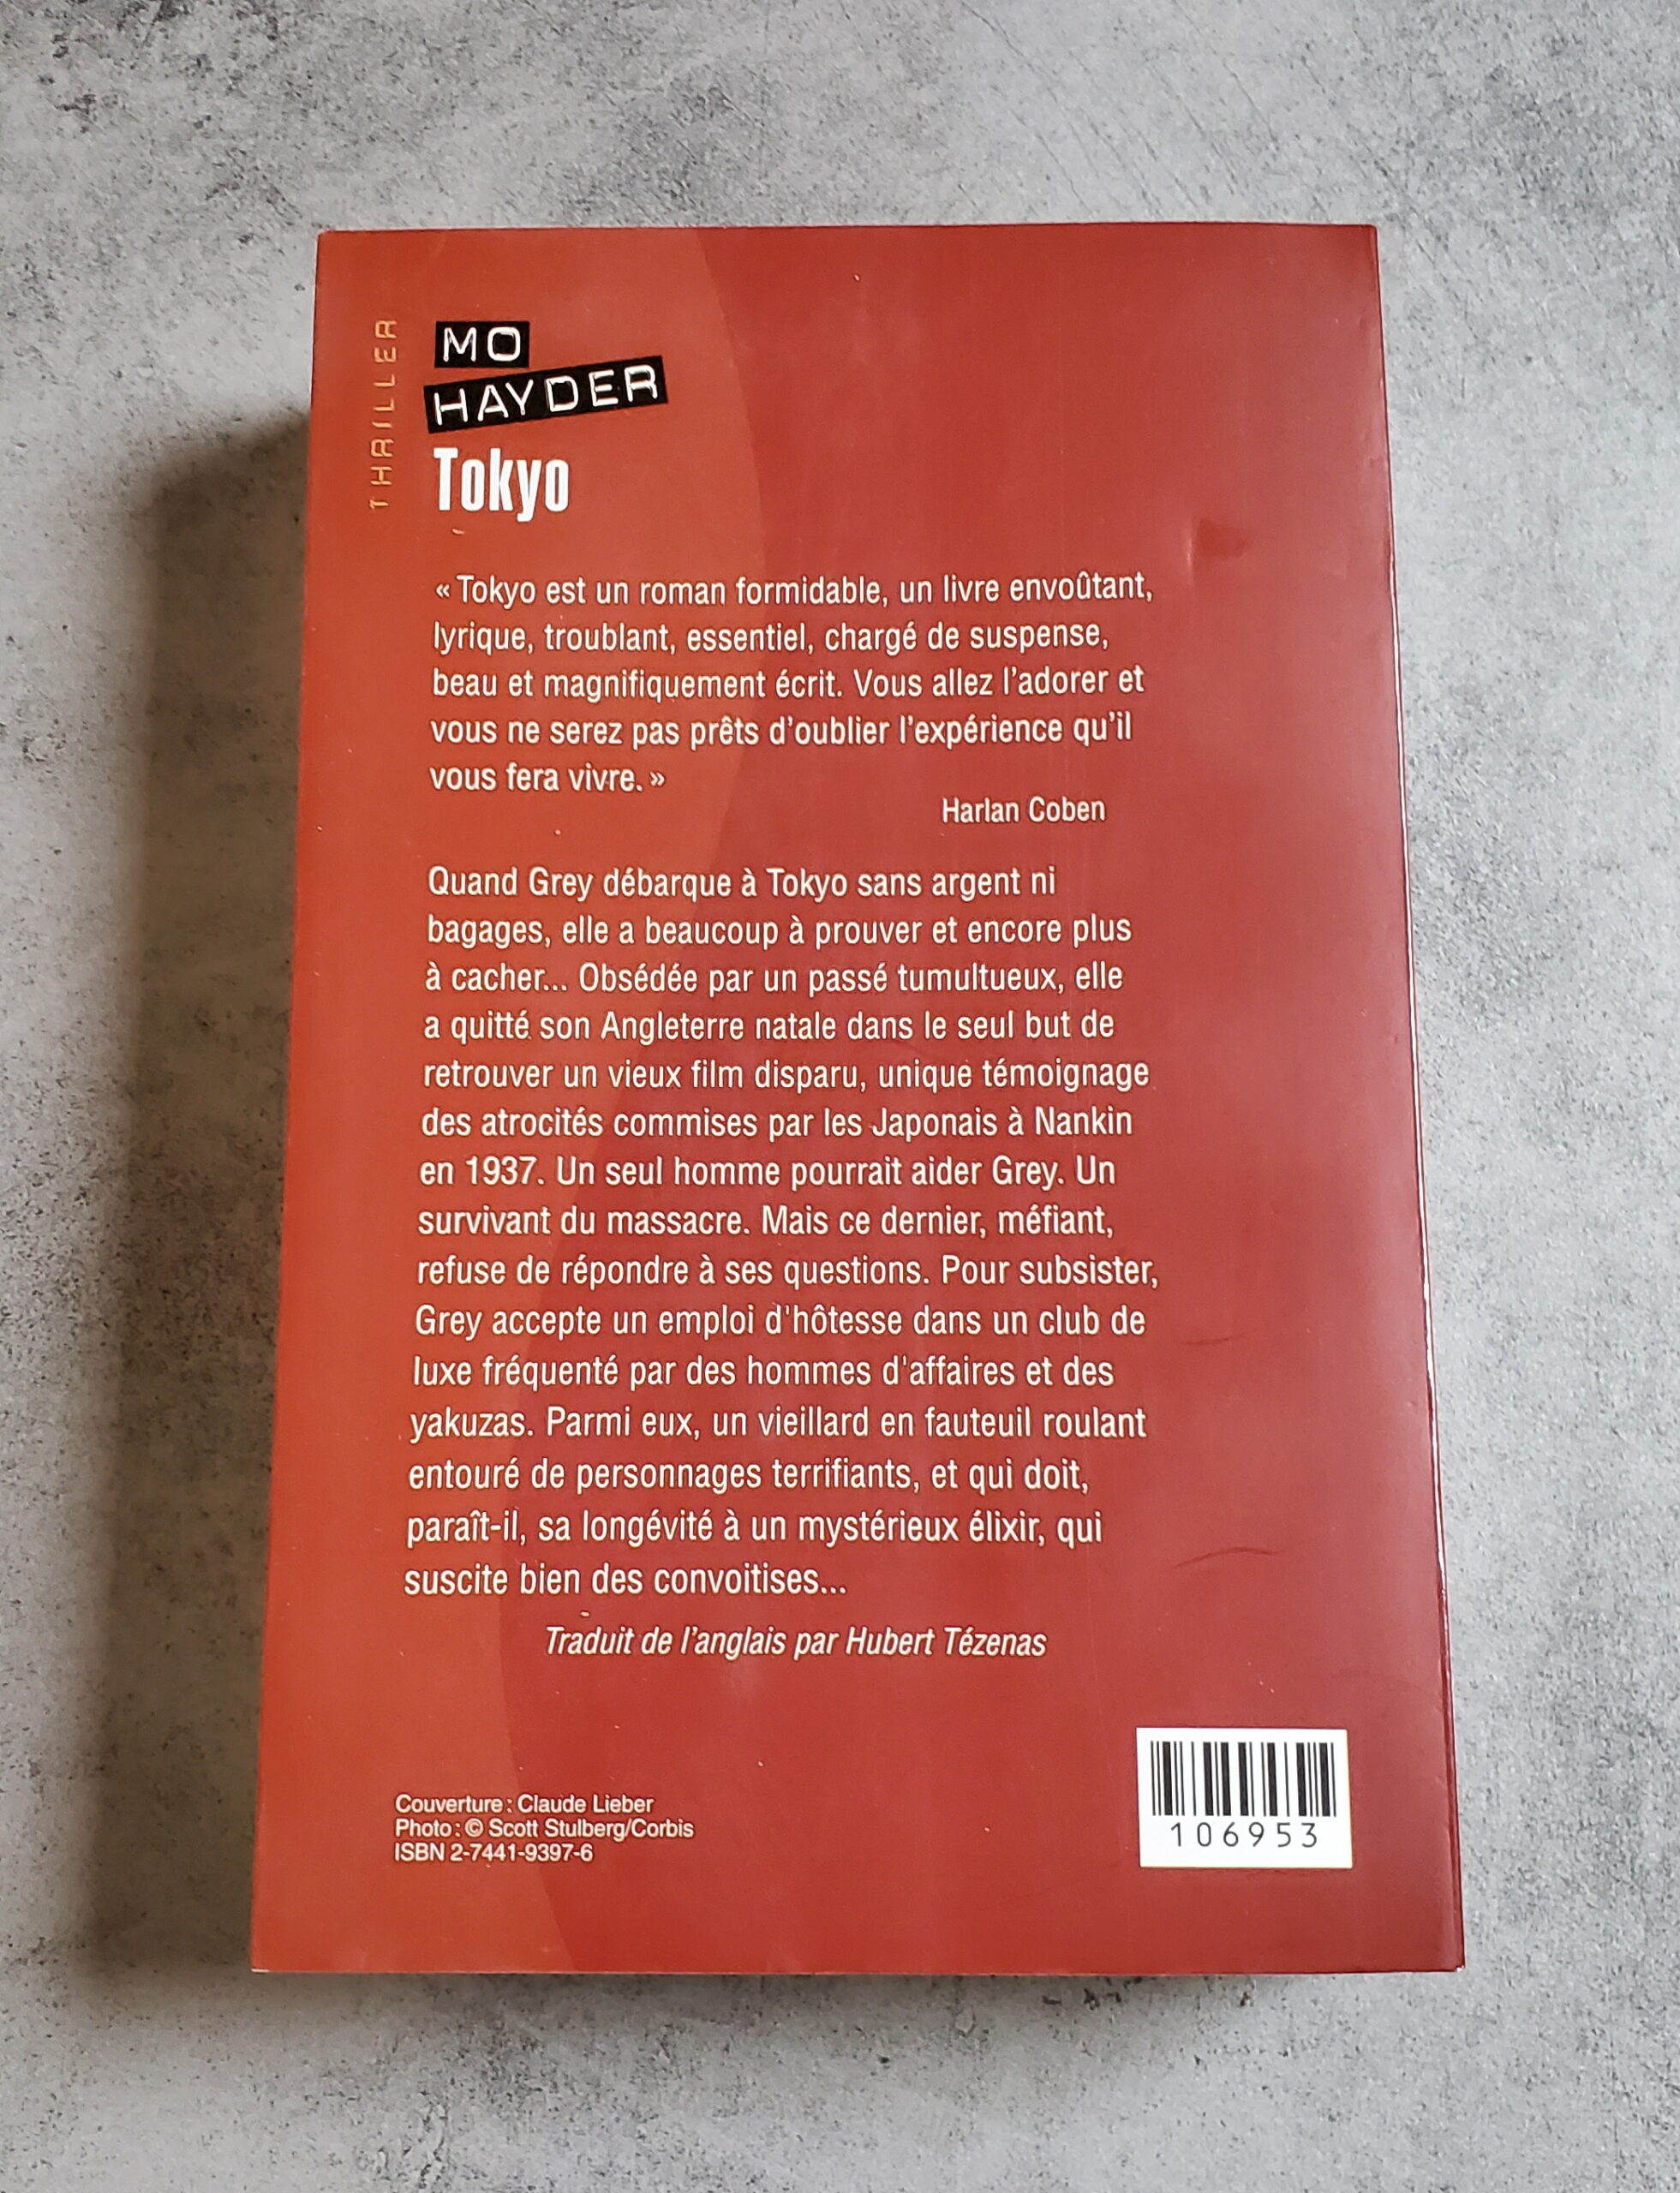 THRILLER
MO
HAYDER
Tokyo
« Tokyo est un roman formidable, un livre envoûtant,
lyrique, troublant, essentiel, chargé de suspense,
beau et magnifiquement écrit. Vous allez l’adorer et
vous ne serez pas prêts d’oublier l’expérience qu’il
vous fera vivre. »
Harlan Coben
Quand Grey débarque à Tokyo sans argent ni
bagages, elle a beaucoup à prouver et encore plus
à cacher... Obsédée par un passé tumultueux, elle
a quitté son Angleterre natale dans le seul but de
retrouver un vieux film disparu, unique témoignage
des atrocités commises par les Japonais à Nankin
en 1937. Un seul homme pourrait aider Grey. Un
survivant du massacre. Mais ce dernier, méfiant,
refuse de répondre à ses questions. Pour subsister,
Grey accepte un emploi d'hôtesse dans un club de
luxe fréquenté par des hommes d'affaires et des
yakuzas. Parmi eux, un vieillard en fauteuil roulant
entouré de personnages terrifiants, et qui doit,
paraît-il, sa longévité à un mystérieux élixir, qui
suscite bien des convoitises...
Traduit de l’anglais par Hubert Tézenas
Couverture : Claude Lieber
Photo : © Scott Stulberg/Corbis
ISBN 2-7441-9397-6
106953